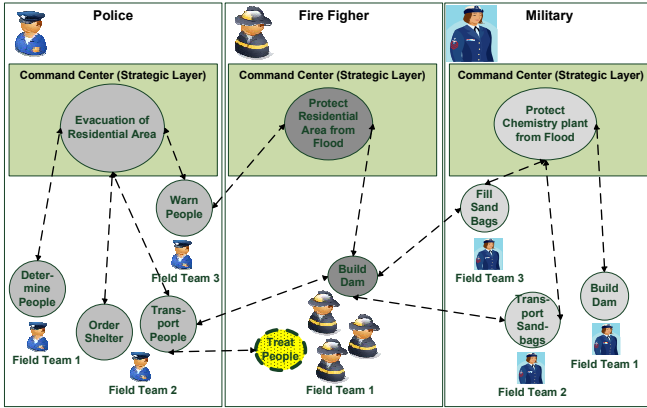 Police
Fire Figher
Military
Command Center (Strategic Layer)
Command Center (Strategic Layer)
Command Center (Strategic Layer)
Evacuation of
Residential Area
Protect
Residential
Area from
Flood
Protect
Chemistry plant
from Flood
Warn
People
Field Team 3
Fill
Sand
Bags
Field Team 3
Deter-
mine
People
Field Team 1
Order
Shelter
Trans-
port
People
Field Team 2
Build
Dam
Treat
People
Field Team 1
Trans-
port
Sand-
bags
Field Team 2
Build
Dam
Field Team 1